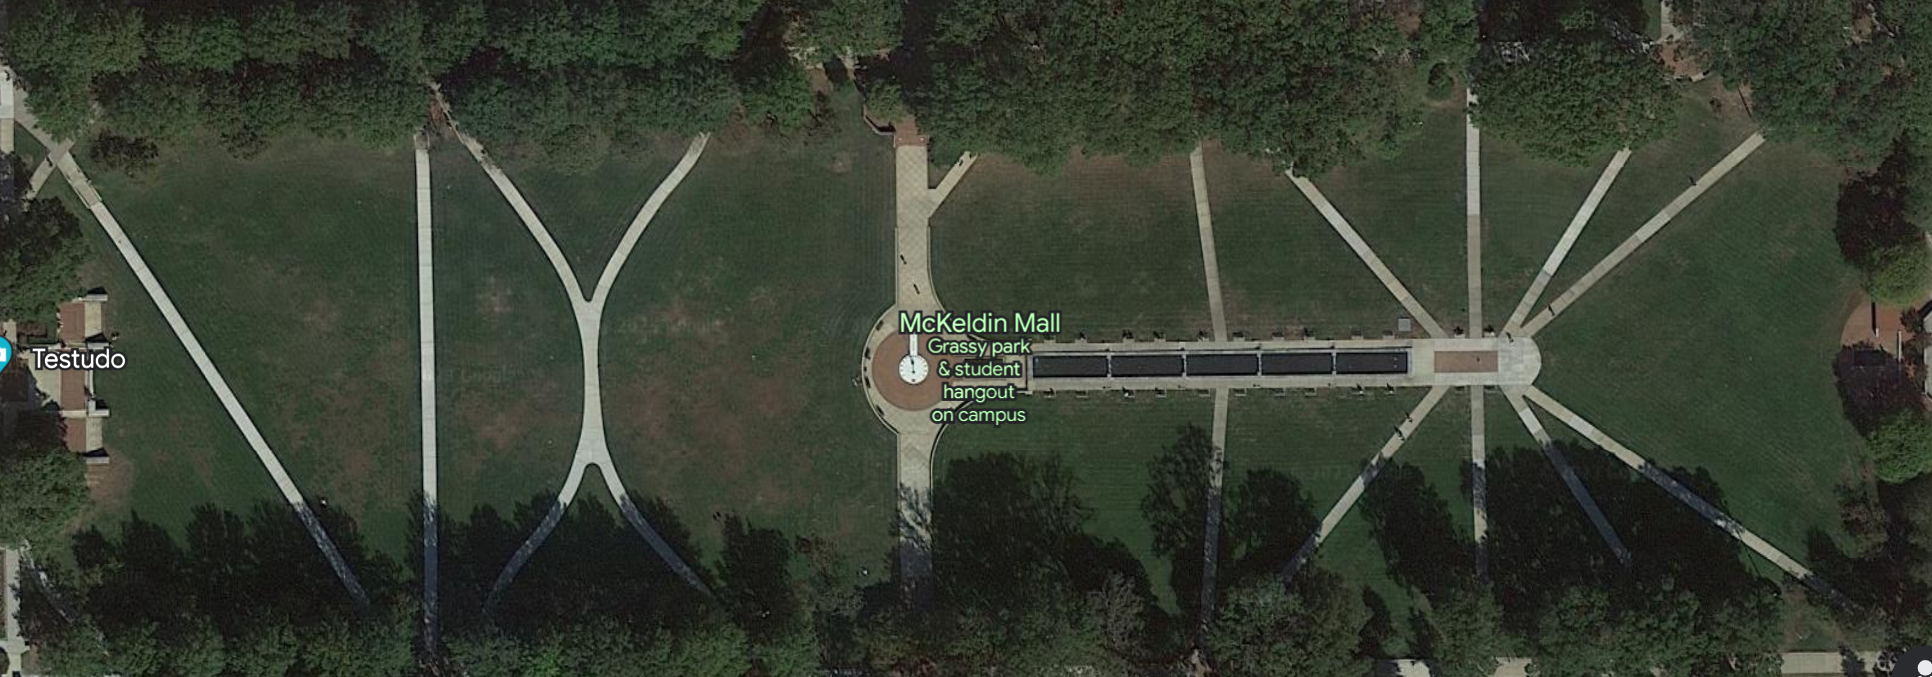 McKeldin Mall
Grassy park
& student
hangout
on campus
Testudo